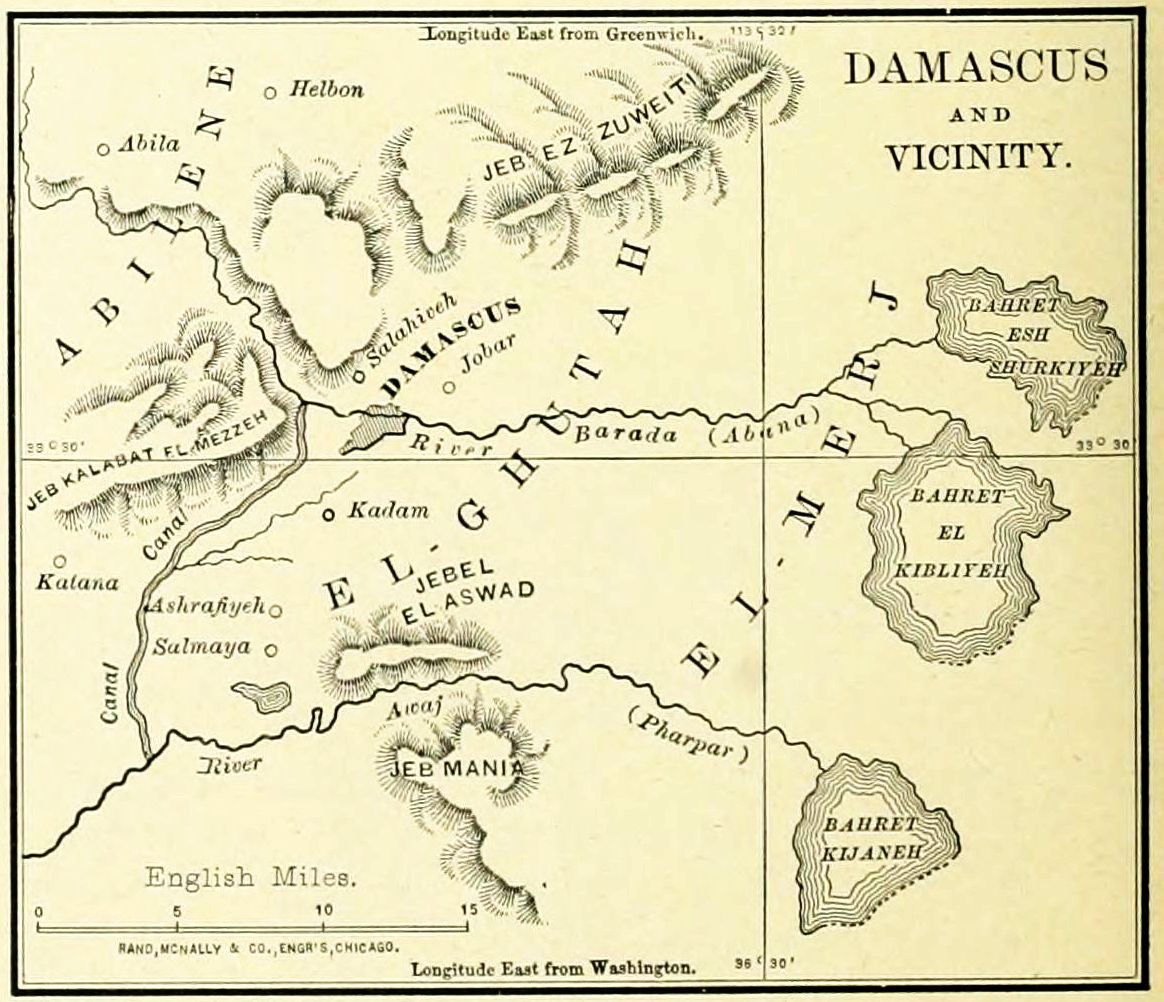 Longitude East from Greenwich. 113° 32'
DAMASCUS
AND
VICINITY.
Helbon
Abila
ABILENE
JEB EZ ZUWEITI
Salahiyeh
DAMASCUS
Jobar
EL-GHUTAH
EL-MERJ
BAHRET
ESH
SHURKIYEH
JEB KALABAT EL MEZZEH
33° 30'
River Barada (Abana)
33° 30'
BAHRET
EL
KIBLIYEH
Canal
Kadam
Katana
JEBEL
EL ASWAD
Ashrafiyeh
Salmaya
Canal
River Awaj (Pharpar)
JEB MANIA
BAHRET
KIJANEH
English Miles.
0 5 10 15
RAND, MCNALLY & CO., ENGR'S, CHICAGO.
Longitude East from Washington. 36° 30'